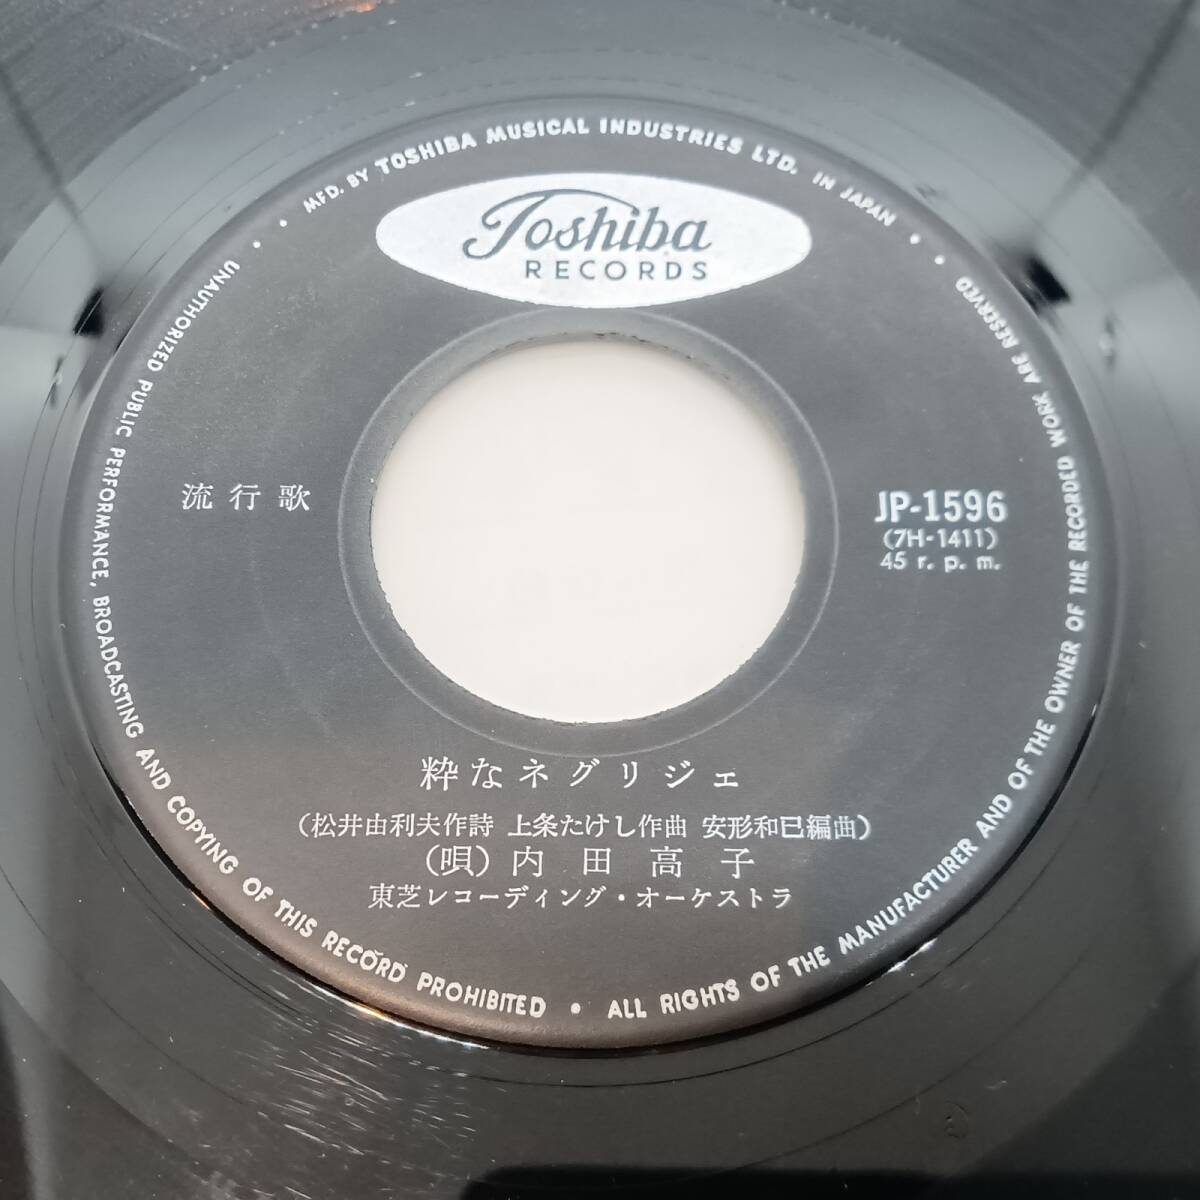 MFD. BY TOSHIBA MUSICAL INDUSTRIES LTD. IN JAPAN
Toshiba
RECORDS
流行歌
JP-1596
(7H-1411)
45 r. p. m.
粋なネグリジェ
(松井由利夫作詩 上条たけし作曲 安形和巳編曲)
(唄) 内田高子
東芝レコーディング・オーケストラ
UNAUTHORIZED PUBLIC PERFORMANCE, BROADCASTING AND COPYING OF THIS RECORD PROHIBITED • ALL RIGHTS OF THE MANUFACTURER AND OF THE OWNER OF THE RECORDED WORK ARE RESERVED